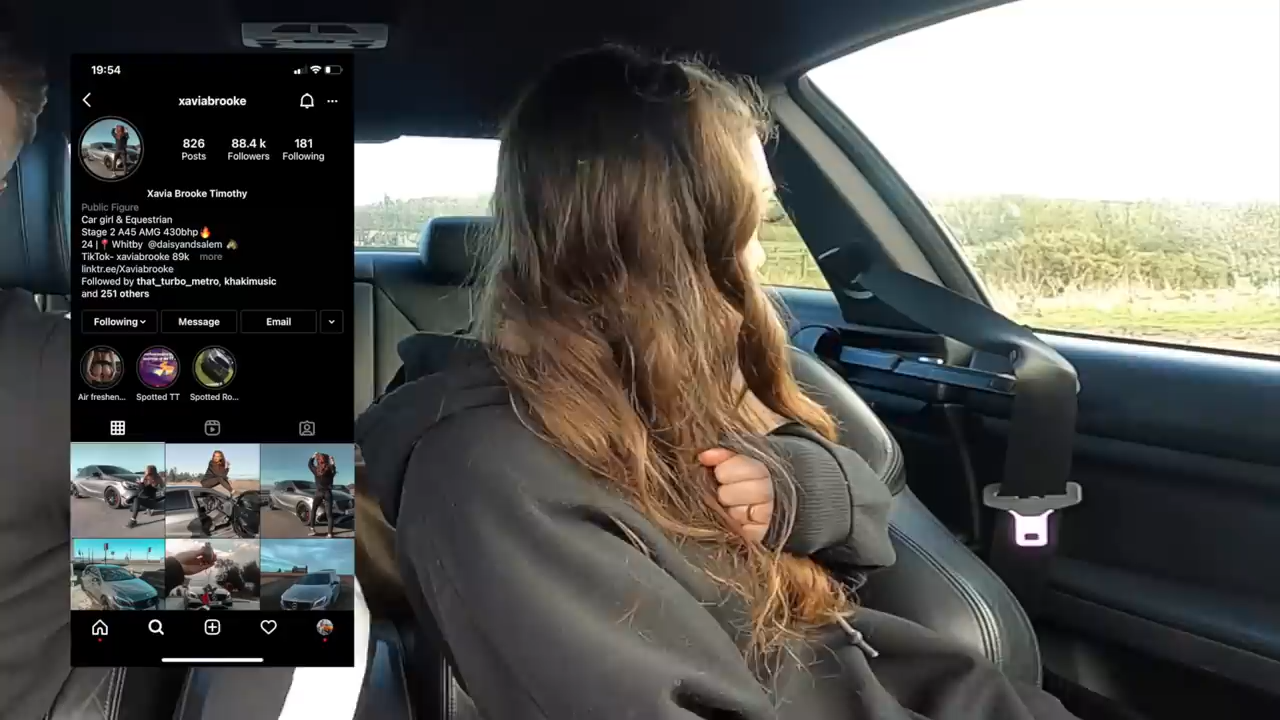 19:54
xaviabrooke
826 88.4 k 181
Posts Followers Following
Xavia Brooke Timothy
Public Figure
Car girl & Equestrian
Stage 2 A45 AMG 430bhp🔥
24 |📍Whitby @daisyandsalem 🐴
TikTok- xaviabrooke 89k more
linktr.ee/Xaviabrooke
Followed by that_turbo_metro, khakimusic
and 251 others
Following Message Email
Air freshen... Spotted TT Spotted Ro...